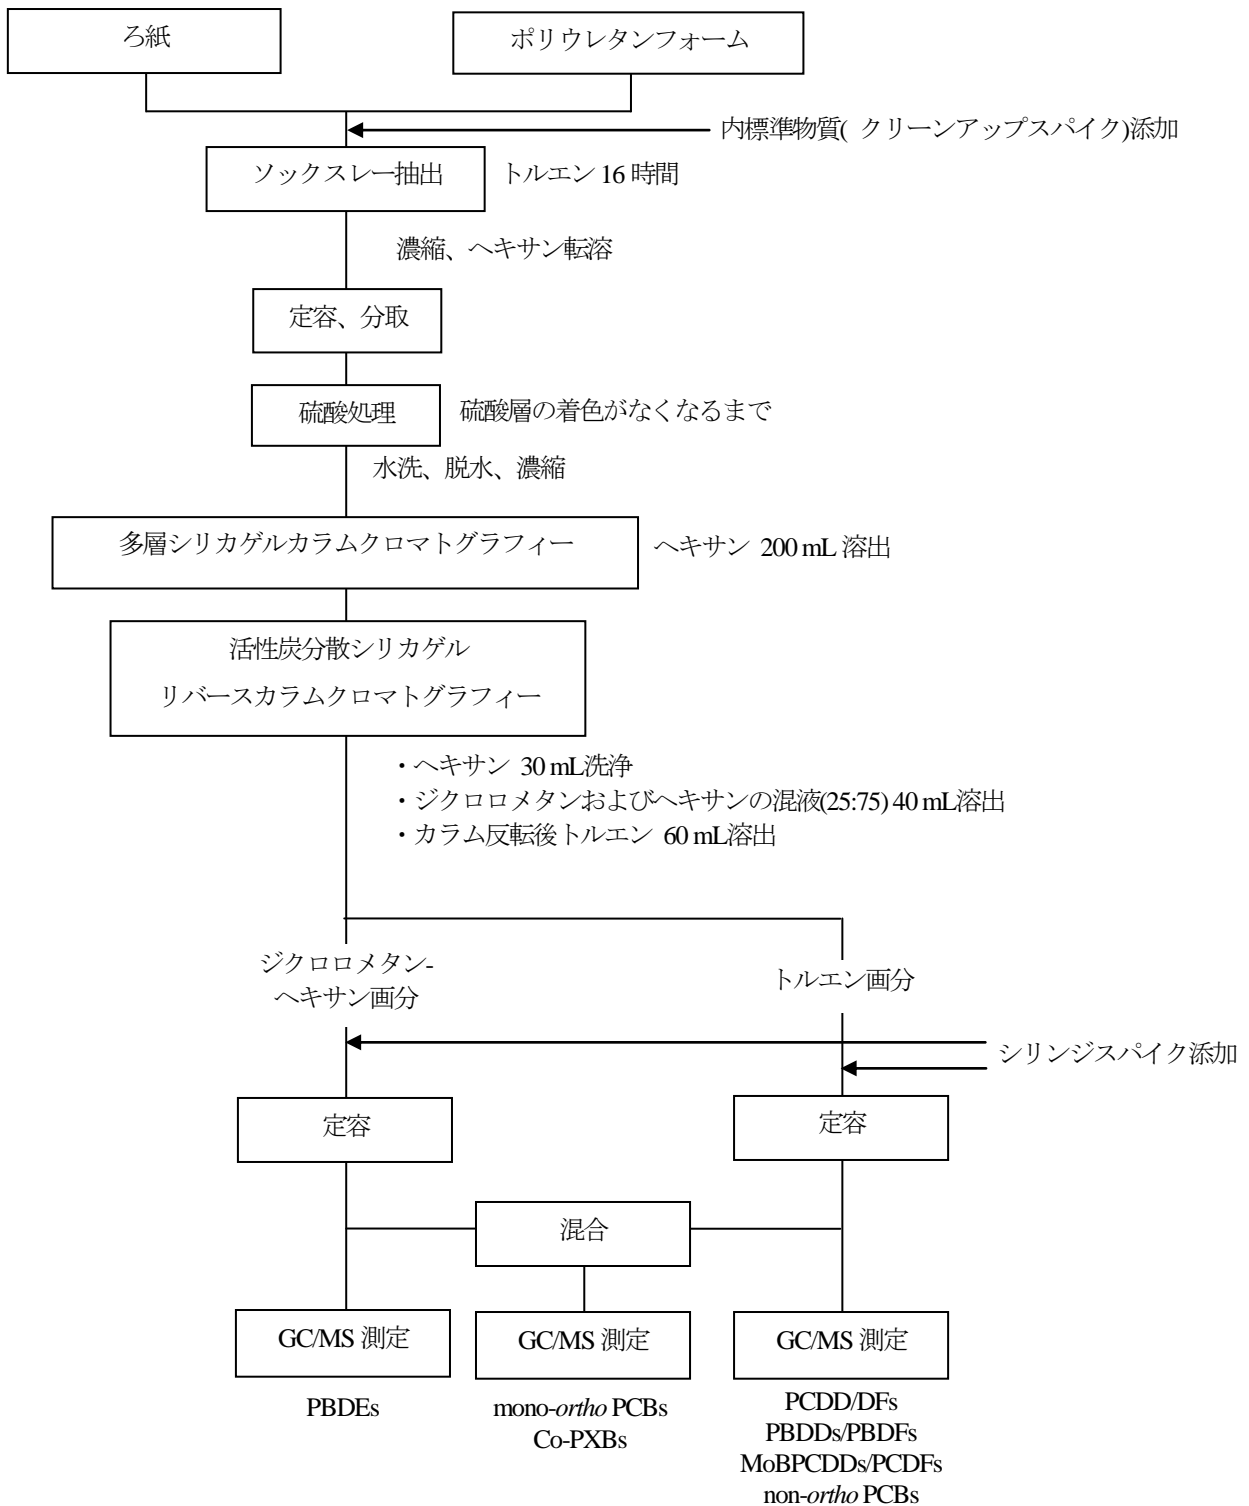 ろ紙
ポリウレタンフォーム
内標準物質( クリーンアップスパイク)添加
ソックスレー抽出
トルエン 16 時間
濃縮、ヘキサン転溶
定容、分取
硫酸処理
硫酸層の着色がなくなるまで
水洗、脱水、濃縮
多層シリカゲルカラムクロマトグラフィー
ヘキサン 200 mL 溶出
活性炭分散シリカゲル
リバースカラムクロマトグラフィー
・ヘキサン 30 mL洗浄
・ジクロロメタンおよびヘキサンの混液(25:75) 40 mL溶出
・カラム反転後トルエン 60 mL溶出
ジクロロメタン-
ヘキサン画分
トルエン画分
シリンジスパイク添加
定容
定容
混合
GC/MS 測定
GC/MS 測定
GC/MS 測定
PBDEs
mono-ortho PCBs
Co-PXBs
PCDD/DFs
PBDDs/PBDFs
MoBPCDDs/PCDFs
non-ortho PCBs